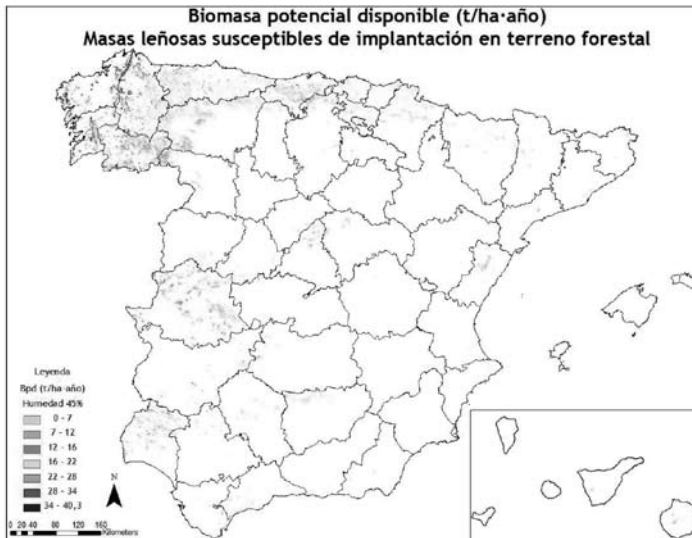 Biomasa potencial disponible (t/ha·año)
Masas leñosas susceptibles de implantación en terreno forestal
Leyenda
Bpd (t/ha·año)
Humedad 45%
0 - 7
7 - 12
12 - 16
16 - 22
22 - 28
28 - 34
34 - 40,3
N
0 20 40 80 120 160
Kilometers